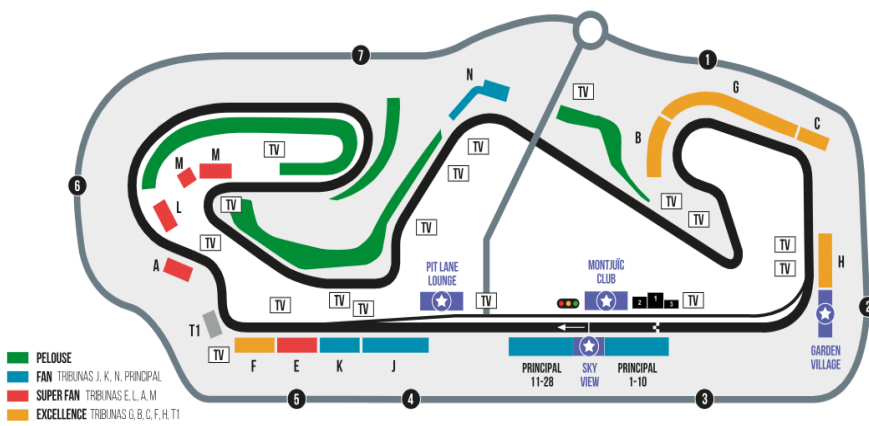 7
1
N
G
TV
B
C
M
M
TV
TV
TV
6
L
TV
TV
TV
TV
TV
A
TV
PIT LANE
LOUNGE
MONTJUÏC
CLUB
TV
TV
H
TV
TV
TV
TV
2 1 3
TV
2
T1
TV
GARDEN
VILLAGE
F
E
K
J
PRINCIPAL
11-28
SKY
VIEW
PRINCIPAL
1-10
5
4
3
PELOUSE
FAN TRIBUNAS J, K, N, PRINCIPAL
SUPER FAN TRIBUNAS E, L, A, M
EXCELLENCE TRIBUNAS G, B, C, F, H, T1